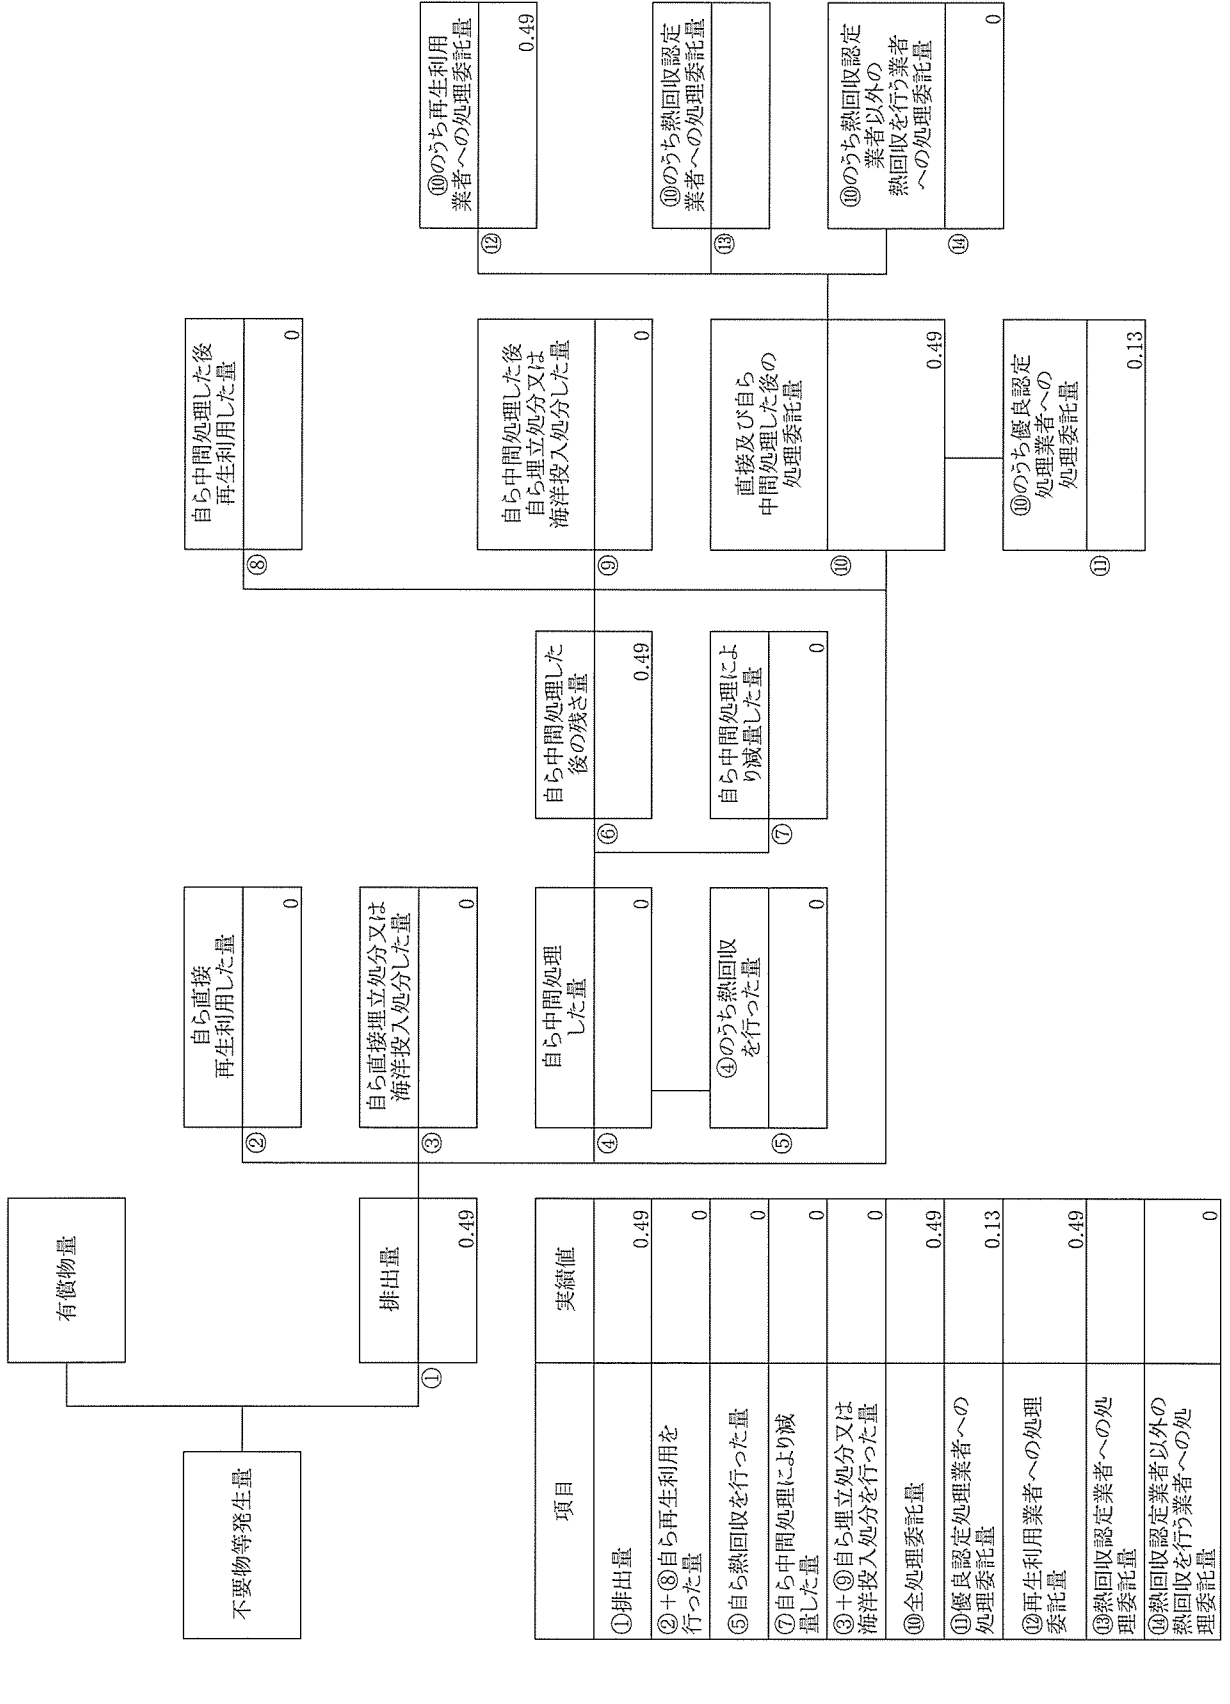 不要物等発生量
有償物量
排出量
①
0.49
自ら直接
再生利用した量
②
0
自ら直接埋立処分又は
海洋投入処分した量
③
0
自ら中間処理
した量
④
0
④のうち熱回収
を行った量
⑤
0
自ら中間処理した
後の残さ量
⑥
0.49
自ら中間処理によ
り減量した量
⑦
0
自ら中間処理した後
再生利用した量
⑧
0
自ら中間処理した後
自ら埋立処分又は
海洋投入処分した量
⑨
0
直接及び自ら
中間処理した後の
処理委託量
⑩
0.49
⑩のうち優良認定
処理業者への
処理委託量
⑪
0.13
⑩のうち再生利用
業者への処理委託量
⑫
0.49
⑩のうち熱回収認定
業者への処理委託量
⑬
⑩のうち熱回収認定
業者以外の
熱回収を行う業者
への処理委託量
⑭
0
項目 実績値
①排出量 0.49
②+⑧自ら再生利用を
行った量 0
⑤自ら熱回収を行った量 0
⑦自ら中間処理により減
量した量 0
③+⑨自ら埋立処分又は
海洋投入処分を行った量 0
⑩全処理委託量 0.49
⑪優良認定処理業者への
処理委託量 0.13
⑫再生利用業者への処理
委託量 0.49
⑬熱回収認定業者への処
理委託量
⑭熱回収認定業者以外の
熱回収を行う業者への処
理委託量 0